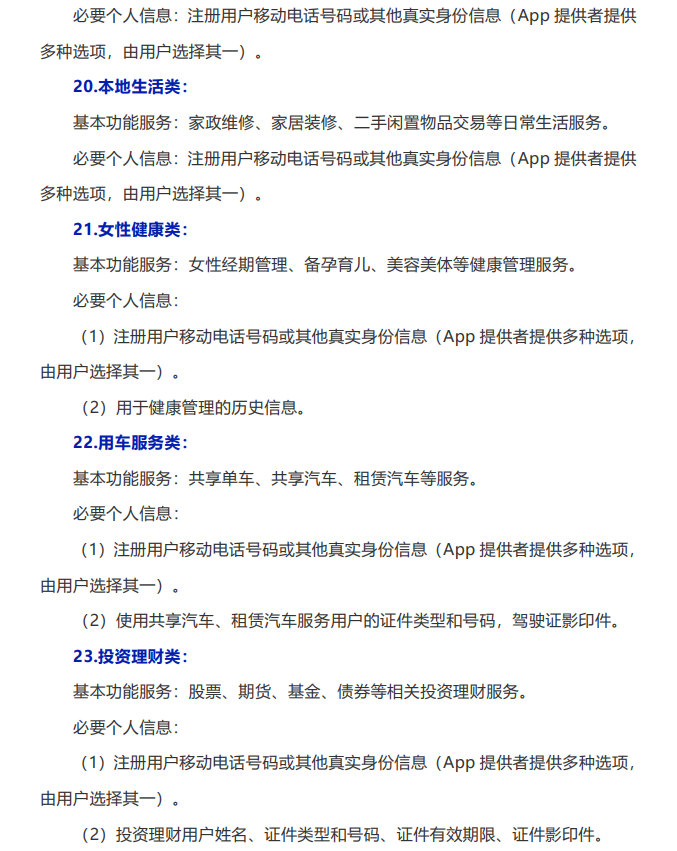 必要个人信息：注册用户移动电话号码或其他真实身份信息（App 提供者提供
多种选项，由用户选择其一）。
20.本地生活类：
基本功能服务：家政维修、家居装修、二手闲置物品交易等日常生活服务。
必要个人信息：注册用户移动电话号码或其他真实身份信息（App 提供者提供
多种选项，由用户选择其一）。
21.女性健康类：
基本功能服务：女性经期管理、备孕育儿、美容美体等健康管理服务。
必要个人信息：
（1）注册用户移动电话号码或其他真实身份信息（App 提供者提供多种选项，
由用户选择其一）。
（2）用于健康管理的历史信息。
22.用车服务类：
基本功能服务：共享单车、共享汽车、租赁汽车等服务。
必要个人信息：
（1）注册用户移动电话号码或其他真实身份信息（App 提供者提供多种选项，
由用户选择其一）。
（2）使用共享汽车、租赁汽车服务用户的证件类型和号码，驾驶证影印件。
23.投资理财类：
基本功能服务：股票、期货、基金、债券等相关投资理财服务。
必要个人信息：
（1）注册用户移动电话号码或其他真实身份信息（App 提供者提供多种选项，
由用户选择其一）。
（2）投资理财用户姓名、证件类型和号码、证件有效期限、证件影印件。